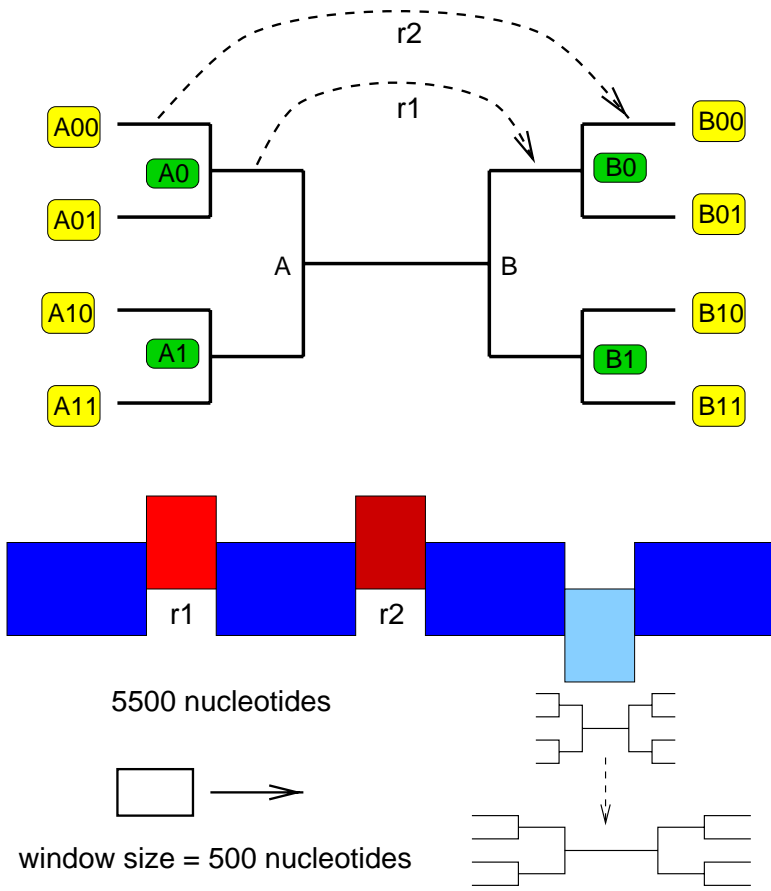 r2
r1
A00
B00
A0
B0
A01
B01
A
B
A10
B10
A1
B1
A11
B11
r1
r2
5500 nucleotides
window size = 500 nucleotides